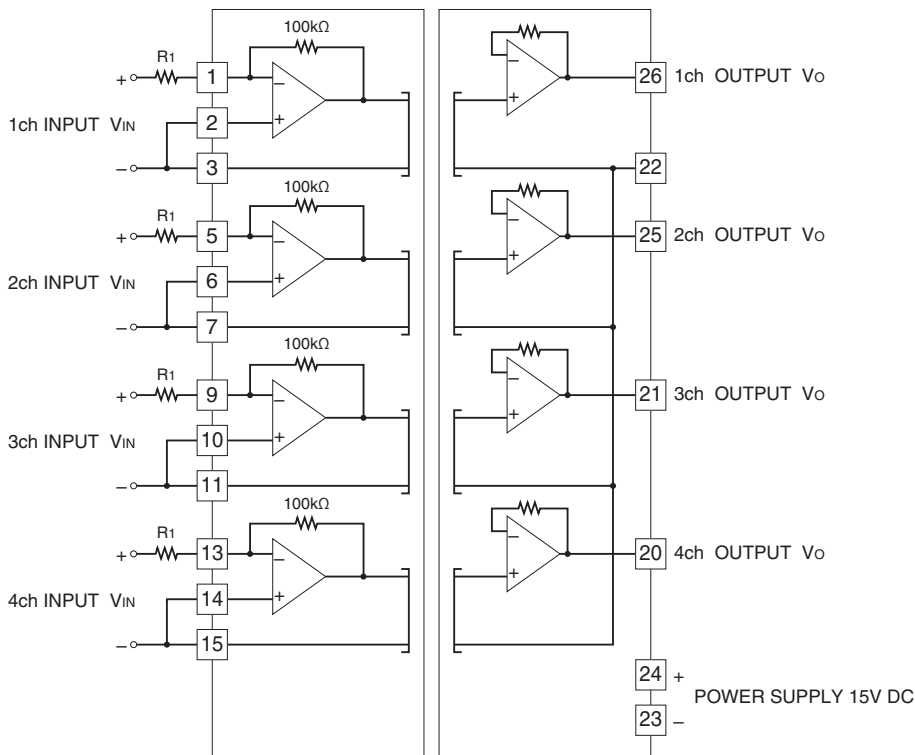 100kΩ
R1
+
1
−
+
2
1ch INPUT VIN
−
3
−
+
26
1ch OUTPUT VO
22
100kΩ
R1
+
5
−
+
6
2ch INPUT VIN
−
7
−
+
25
2ch OUTPUT VO
100kΩ
R1
+
9
−
+
10
3ch INPUT VIN
−
11
−
+
21
3ch OUTPUT VO
100kΩ
R1
+
13
−
+
14
4ch INPUT VIN
−
15
−
+
20
4ch OUTPUT VO
24 +
POWER SUPPLY 15V DC
23 −